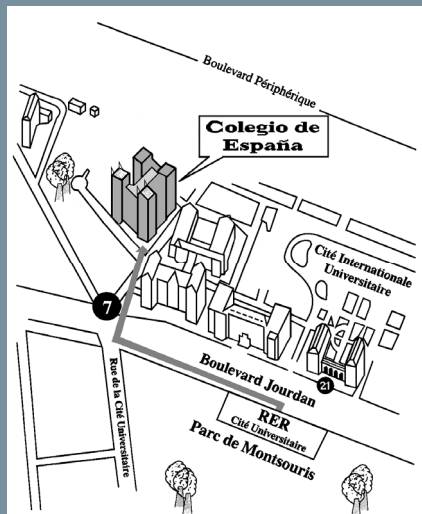 Boulevard Périphérique
Colegio de
España
Cité Internationale
Universitaire
7
Boulevard Jourdan
21
Rue de la Cité Universitaire
RER
Cité Universitaire
Parc de Montsouris